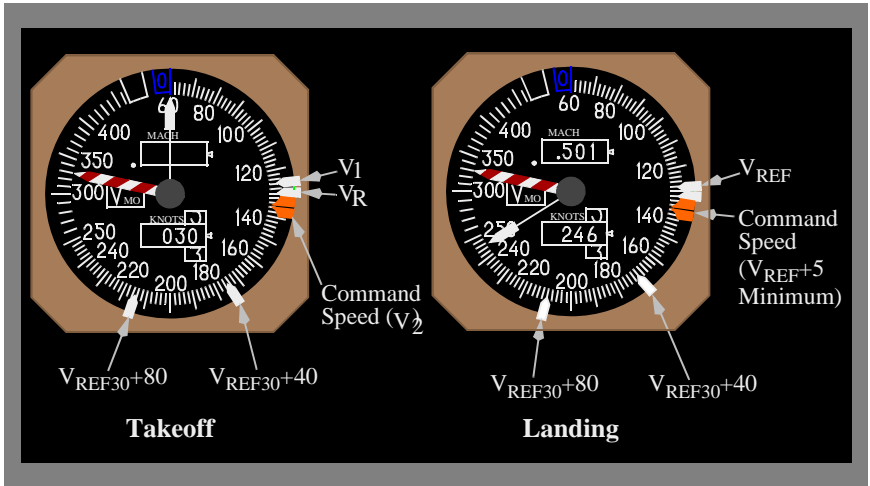 0
60
80
100
120
140
160
180
200
220
240
250
300
350
400
MACH
.
VMO
KNOTS
030
3
V1
VR
Command
Speed (V2)
VREF30+80
VREF30+40
Takeoff
0
60
80
100
120
140
160
180
200
220
240
250
300
350
400
MACH
.501
VMO
KNOTS
246
3
VREF
Command
Speed
(VREF+5
Minimum)
VREF30+80
VREF30+40
Landing